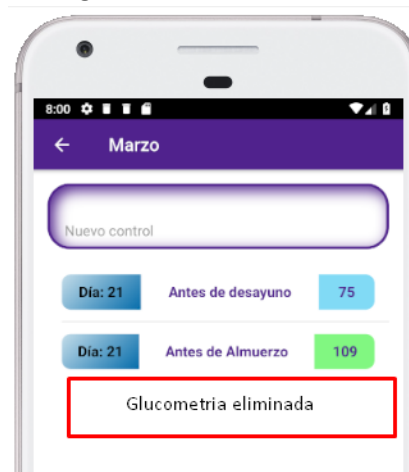 8:00
Marzo
Nuevo control
Día: 21 Antes de desayuno 75
Día: 21 Antes de Almuerzo 109
Glucometria eliminada